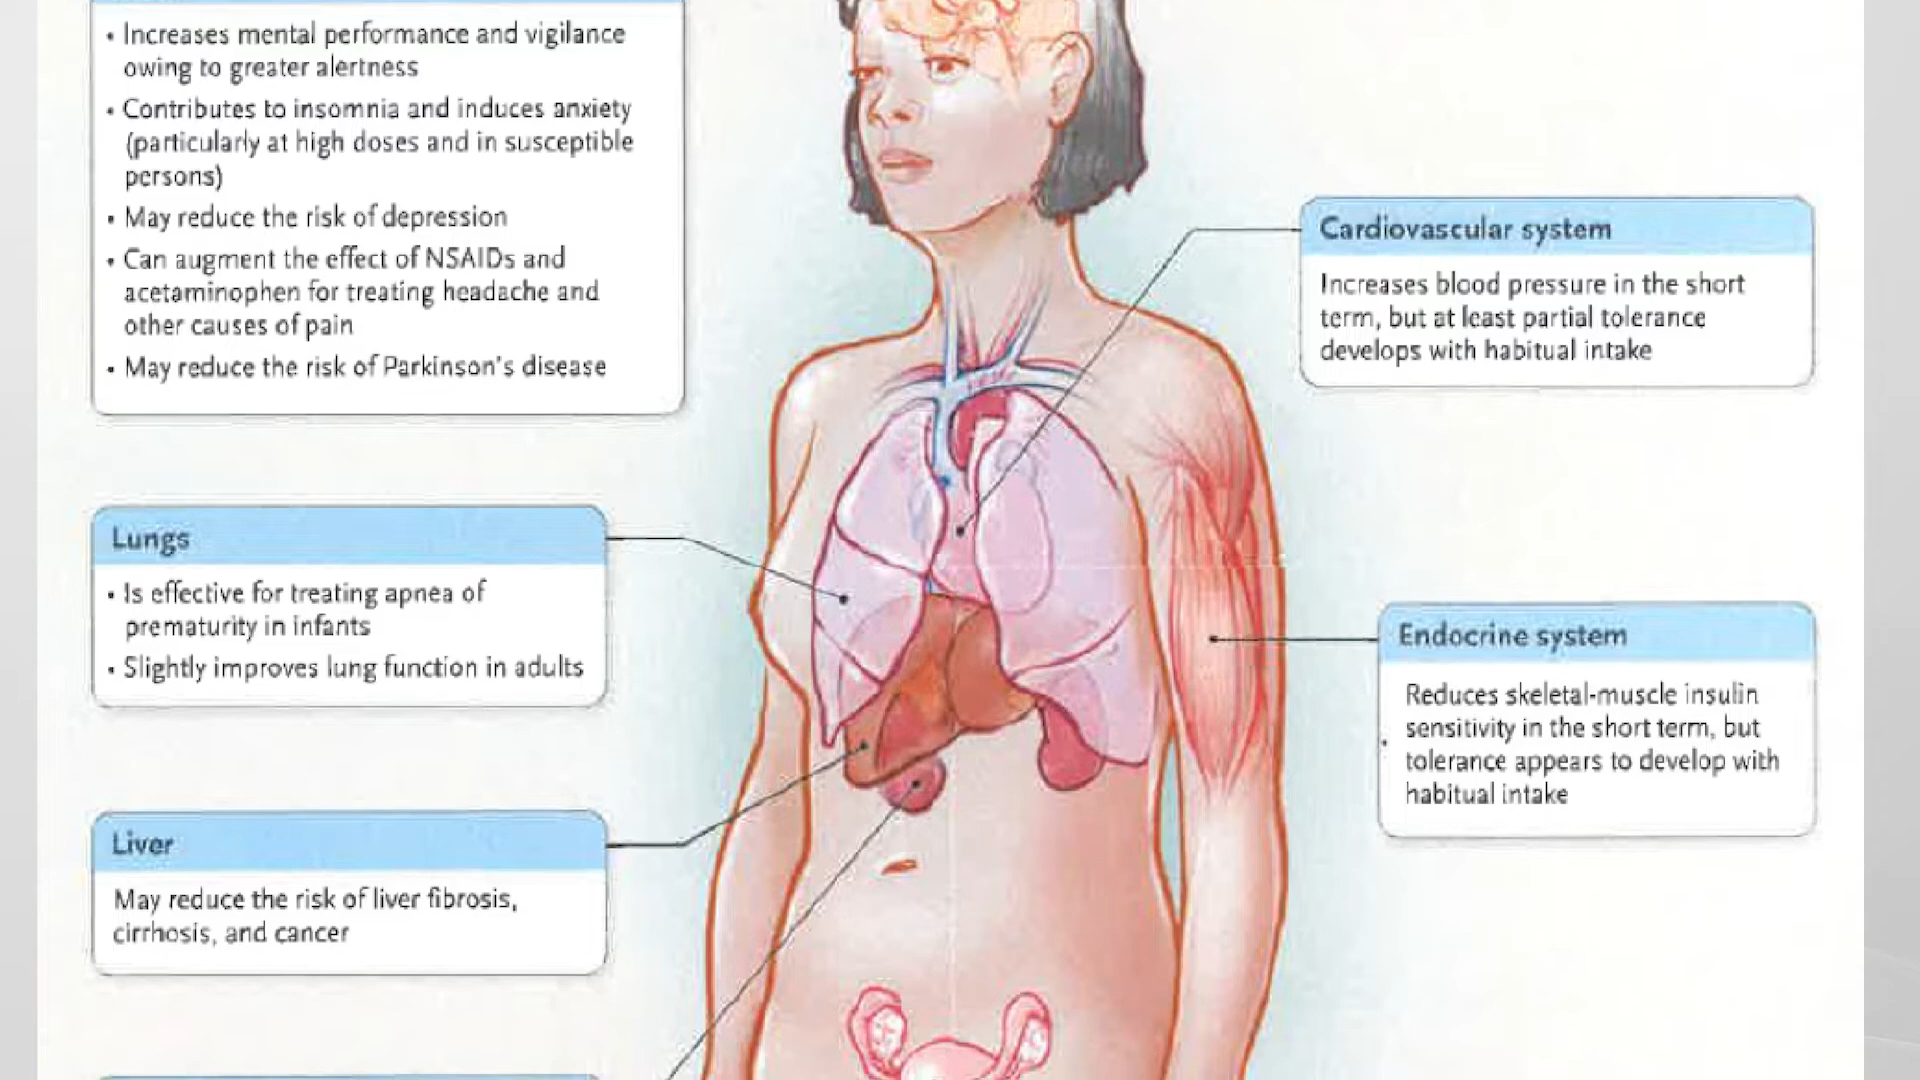 • Increases mental performance and vigilance
owing to greater alertness
• Contributes to insomnia and induces anxiety
(particularly at high doses and in susceptible
persons)
• May reduce the risk of depression
• Can augment the effect of NSAIDs and
acetaminophen for treating headache and
other causes of pain
• May reduce the risk of Parkinson's disease
Cardiovascular system
Increases blood pressure in the short
term, but at least partial tolerance
develops with habitual intake
Lungs
• Is effective for treating apnea of
prematurity in infants
• Slightly improves lung function in adults
Endocrine system
Reduces skeletal-muscle insulin
sensitivity in the short term, but
tolerance appears to develop with
habitual intake
Liver
May reduce the risk of liver fibrosis,
cirrhosis, and cancer